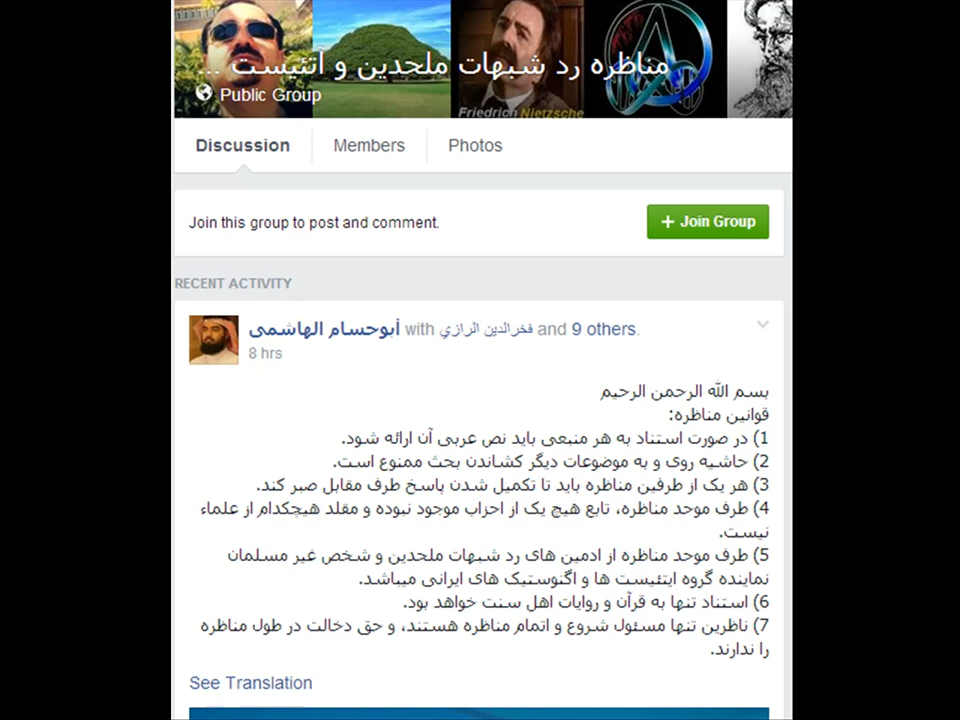 مناظره رد شبهات ملحدین و آتئیست ...
Public Group
Friedrich Nietzsche
Discussion Members Photos
Join this group to post and comment.
+ Join Group
RECENT ACTIVITY
أبوحسام الهاشمی with فخرالدين الرازي and 9 others.
8 hrs
بسم الله الرحمن الرحیم
قوانین مناظره:
1) در صورت استناد به هر منبعی باید نص عربی آن ارائه شود.
2) حاشیه روی و به موضوعات دیگر کشاندن بحث ممنوع است.
3) هر یک از طرفین مناظره باید تا تکمیل شدن پاسخ طرف مقابل صبر کند.
4) طرف موحد مناظره، تابع هیچ یک از احزاب موجود نبوده و مقلد هیچکدام از علماء
نیست.
5) طرف موحد مناظره از ادمین های رد شبهات ملحدین و شخص غیر مسلمان
نماینده گروه ایتئیست ها و اگنوستیک های ایرانی میباشد.
6) استناد تنها به قرآن و روایات اهل سنت خواهد بود.
7) ناظرین تنها مسئول شروع و اتمام مناظره هستند، و حق دخالت در طول مناظره
را ندارند.
See Translation